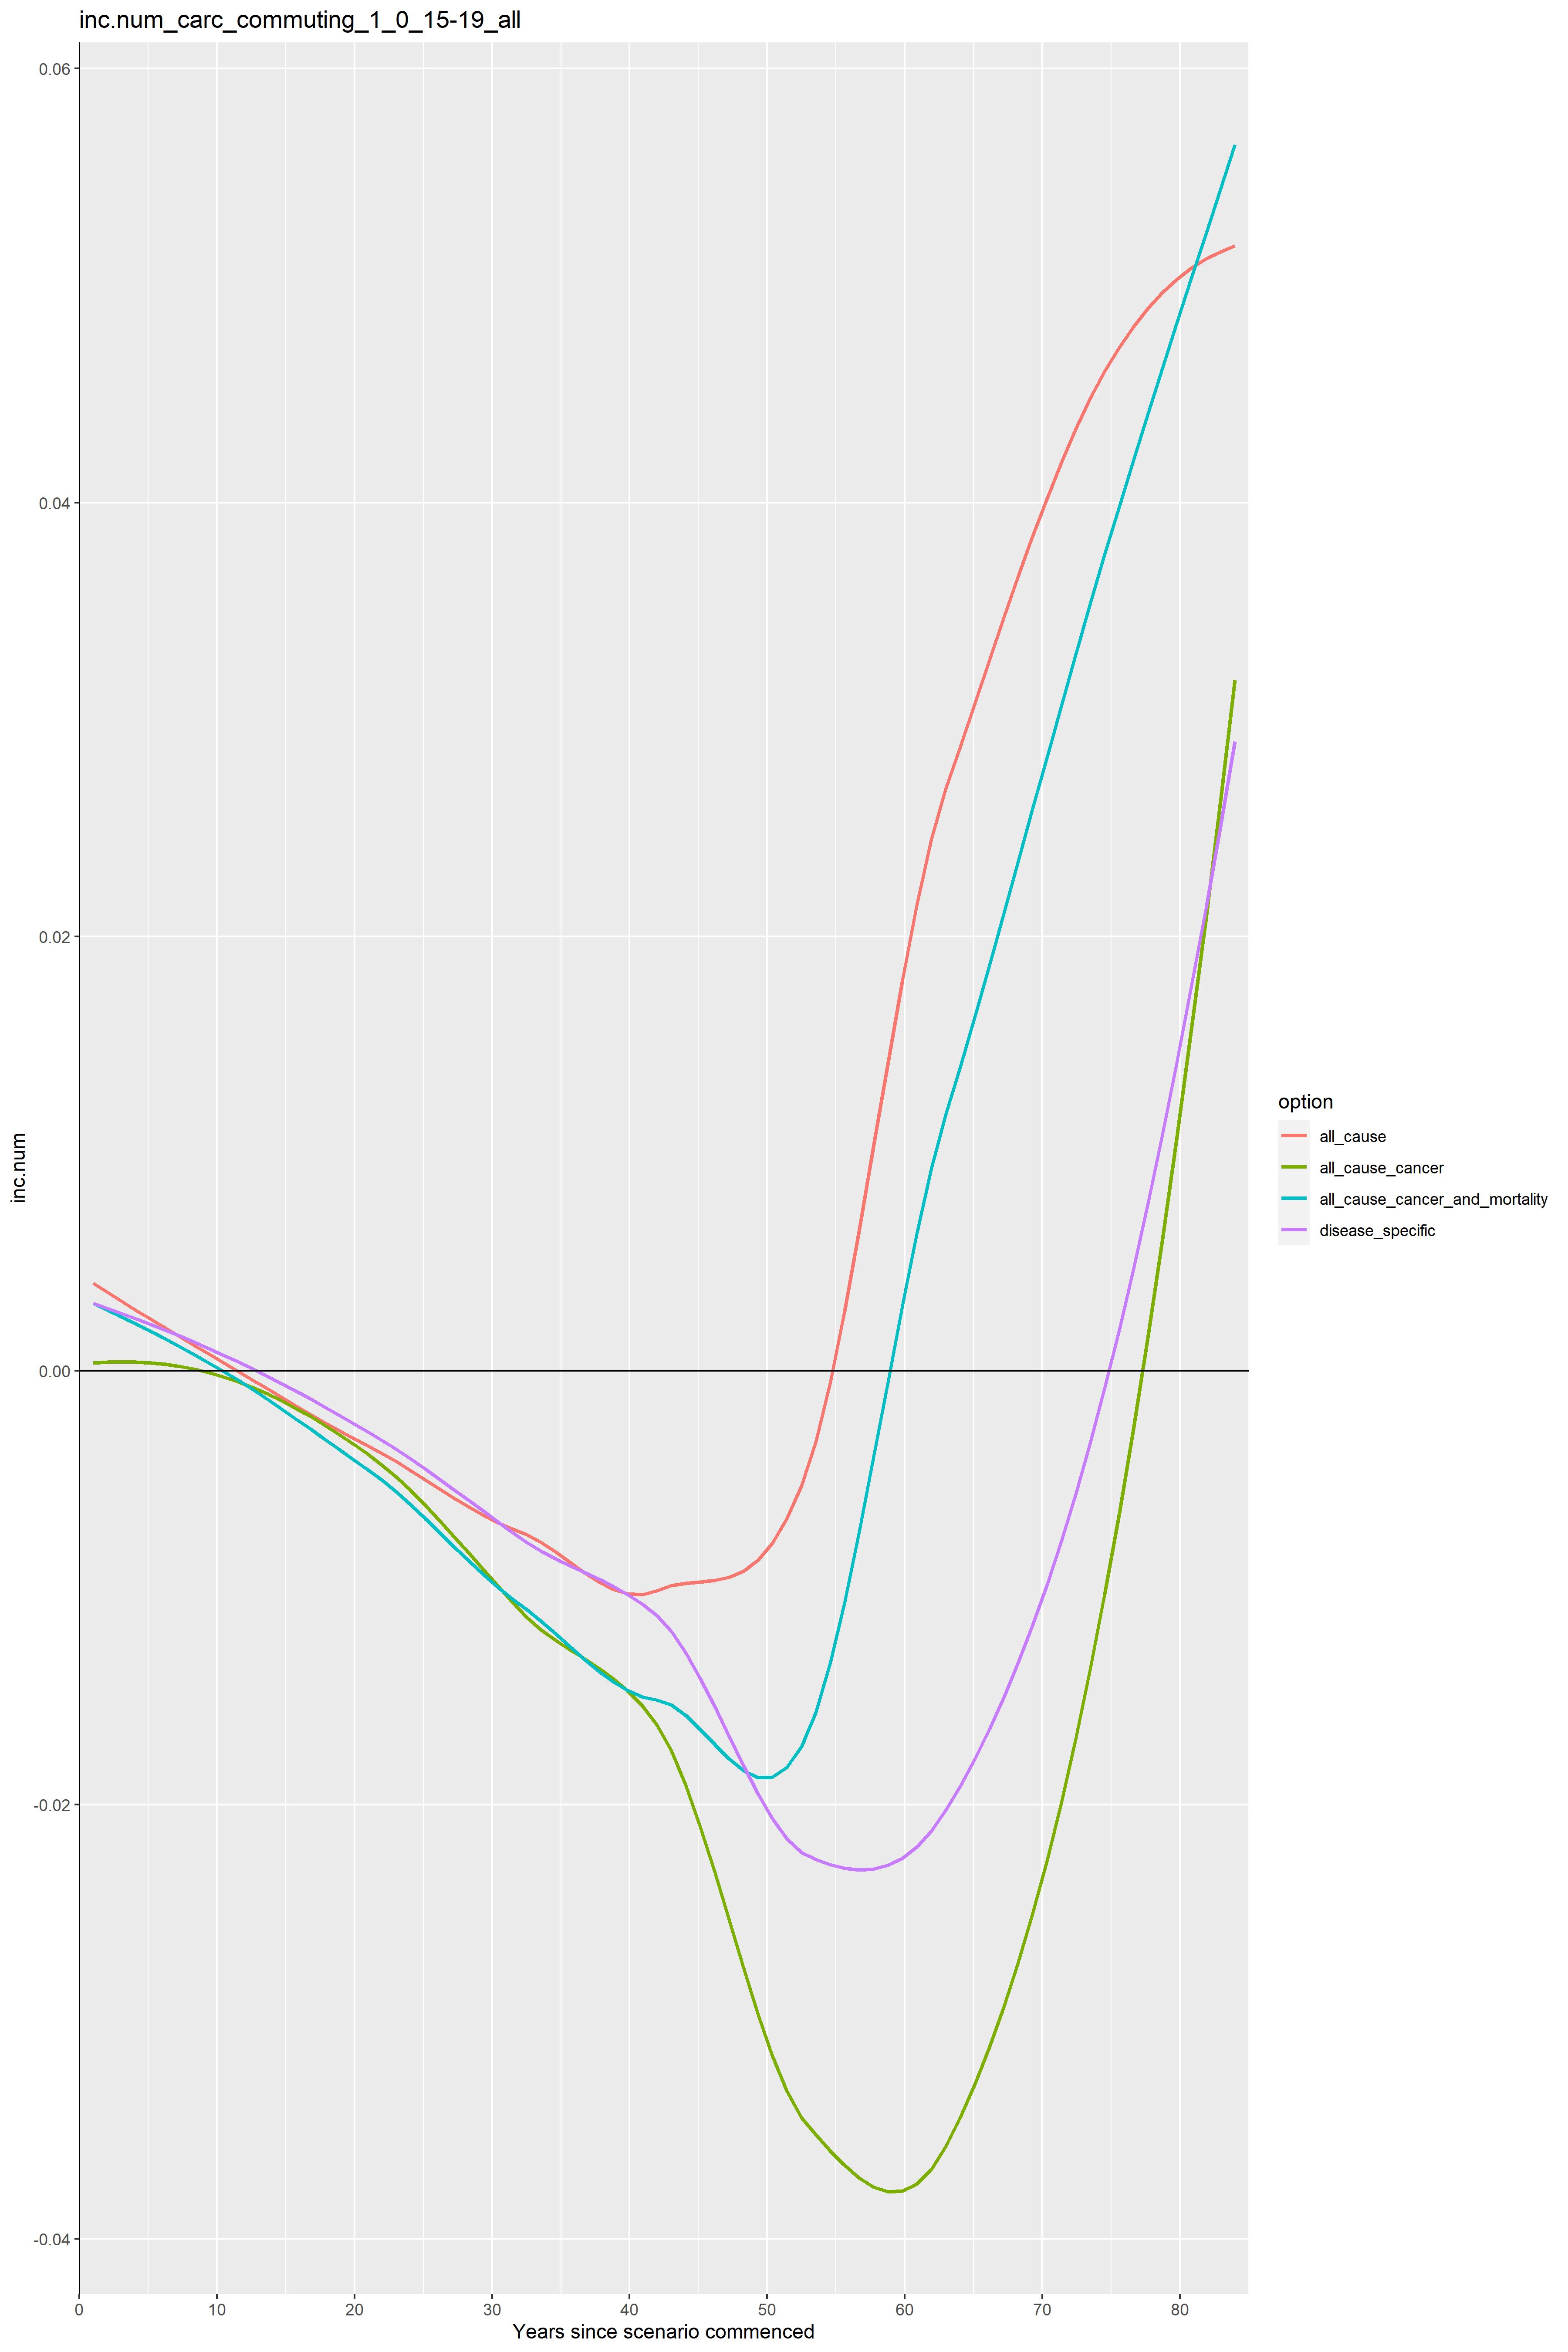 inc.num_carc_commuting_1_0_15-19_all
0.06
0.04
0.02
0.00
-0.02
-0.04
inc.num
0 10 20 30 40 50 60 70 80
Years since scenario commenced
option
all_cause
all_cause_cancer
all_cause_cancer_and_mortality
disease_specific